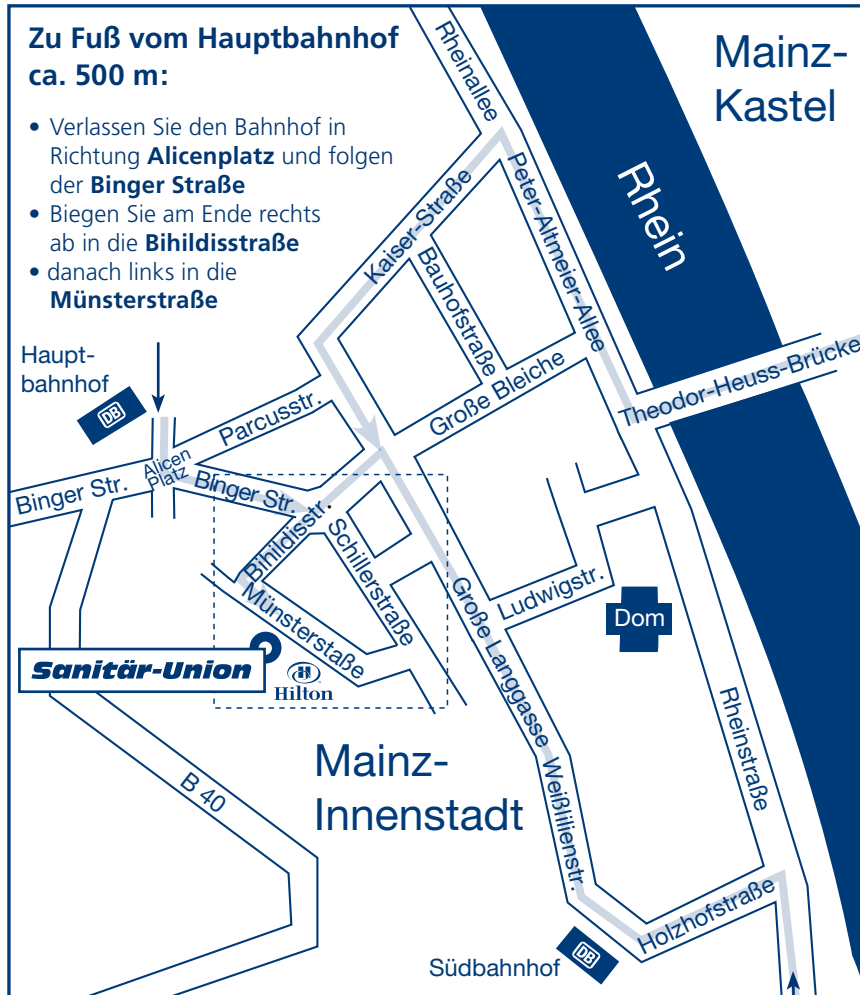 Zu Fuß vom Hauptbahnhof
ca. 500 m:
• Verlassen Sie den Bahnhof in
Richtung Alicenplatz und folgen
der Binger Straße
• Biegen Sie am Ende rechts
ab in die Bihildisstraße
• danach links in die
Münsterstraße
Mainz-
Kastel
Rheinallee
Rhein
Kaiser-Straße
Peter-Altmeier-Allee
Bauhofstraße
Große Bleiche
Theodor-Heuss-Brücke
Haupt-
bahnhof
DB
Parcusstr.
Alicen
Platz
Binger Str.
Binger Str.
Bihildisstr.
Schillerstraße
Münsterstaße
Große Langgasse
Ludwigstr.
Dom
Sanitär-Union
H
Hilton
Rheinstraße
B 40
Mainz-
Innenstadt
Weißlilienstr.
Holzhofstraße
Südbahnhof
DB